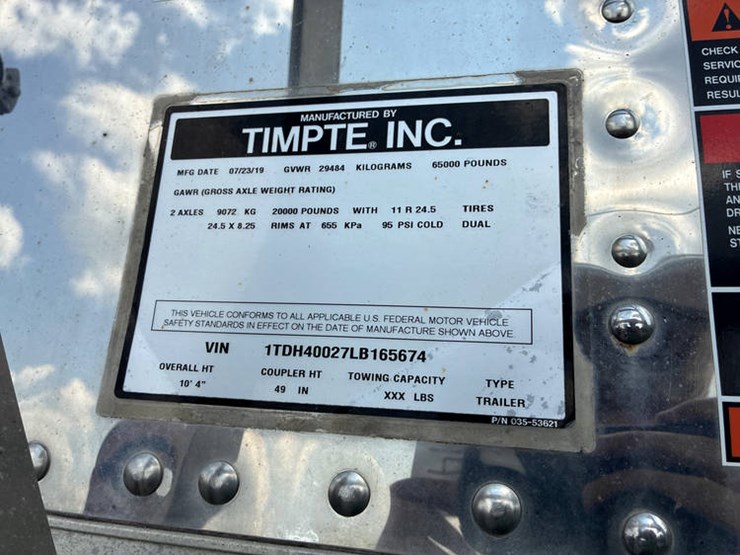 MANUFACTURED BY
TIMPTE® INC.
MFG DATE 07/23/19 GVWR 29484 KILOGRAMS 65000 POUNDS
GAWR (GROSS AXLE WEIGHT RATING)
2 AXLES 9072 KG 20000 POUNDS WITH 11 R 24.5 TIRES
24.5 X 8.25 RIMS AT 655 KPa 95 PSI COLD DUAL
THIS VEHICLE CONFORMS TO ALL APPLICABLE U.S. FEDERAL MOTOR VEHICLE
SAFETY STANDARDS IN EFFECT ON THE DATE OF MANUFACTURE SHOWN ABOVE
VIN 1TDH40027LB165674
OVERALL HT COUPLER HT TOWING CAPACITY TYPE
10' 4" 49 IN XXX LBS TRAILER
P/N 035-53621
CHECK
SERVIC
REQUI
RESUL
IF S
THI
AN
DR
NE
ST